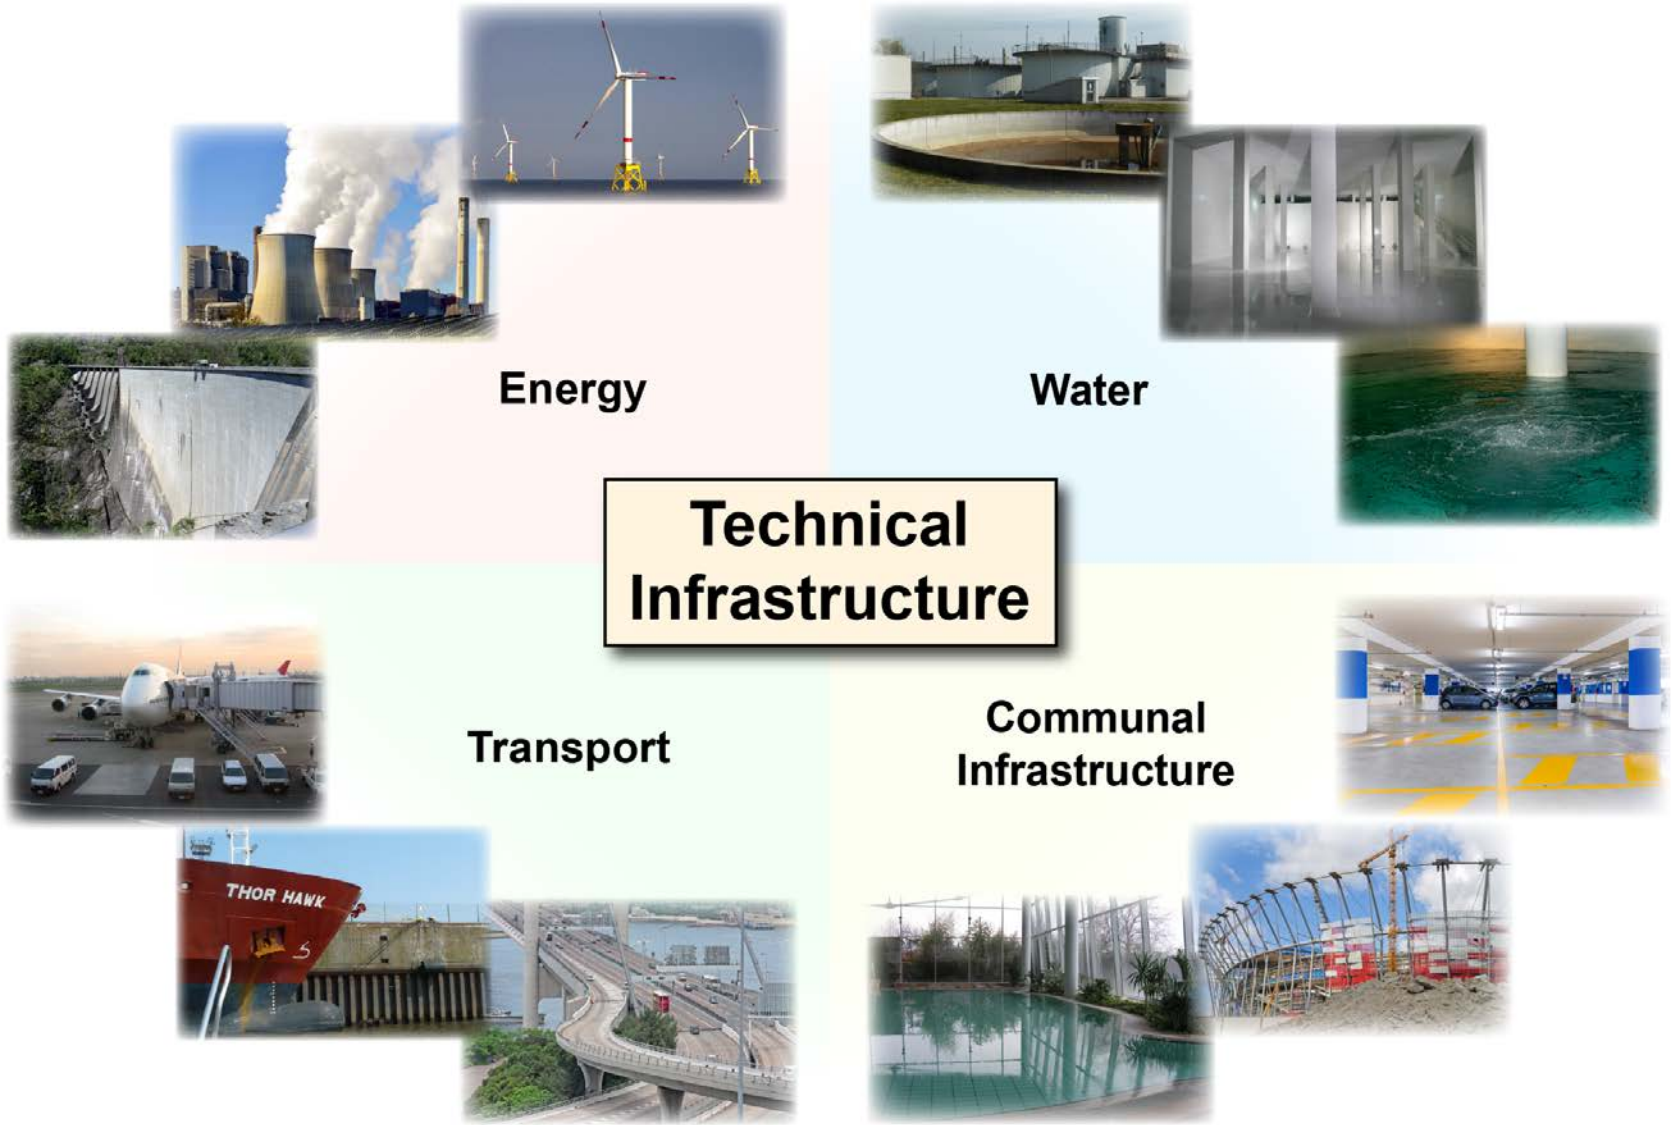 Energy
Water
Technical
Infrastructure
Transport
Communal
Infrastructure
THOR HAWK